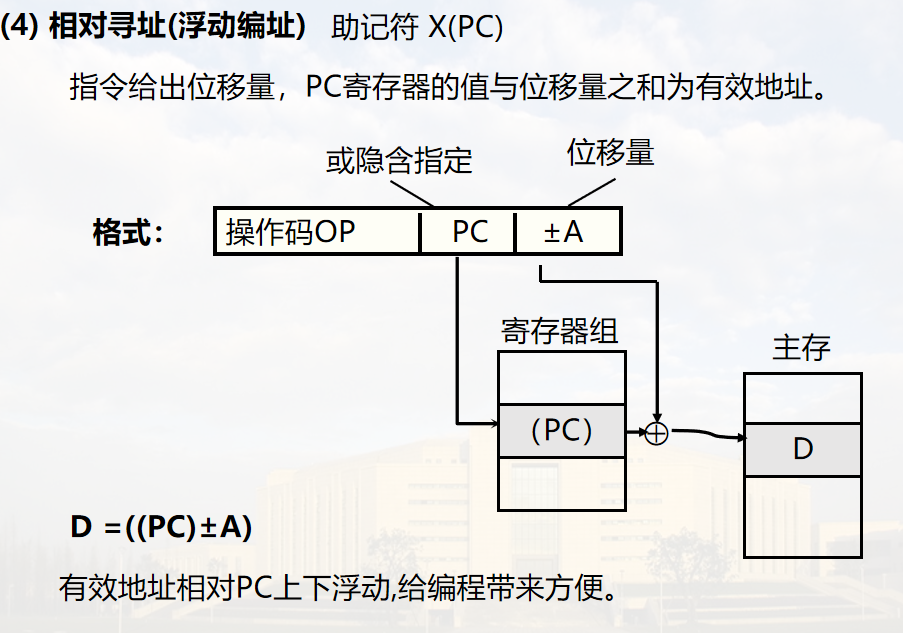 (4) 相对寻址(浮动编址) 助记符 X(PC)
指令给出位移量，PC寄存器的值与位移量之和为有效地址。
或隐含指定 位移量
格式： 操作码OP PC ±A
寄存器组
主存
（PC）
D
D =((PC)±A)
有效地址相对PC上下浮动,给编程带来方便。